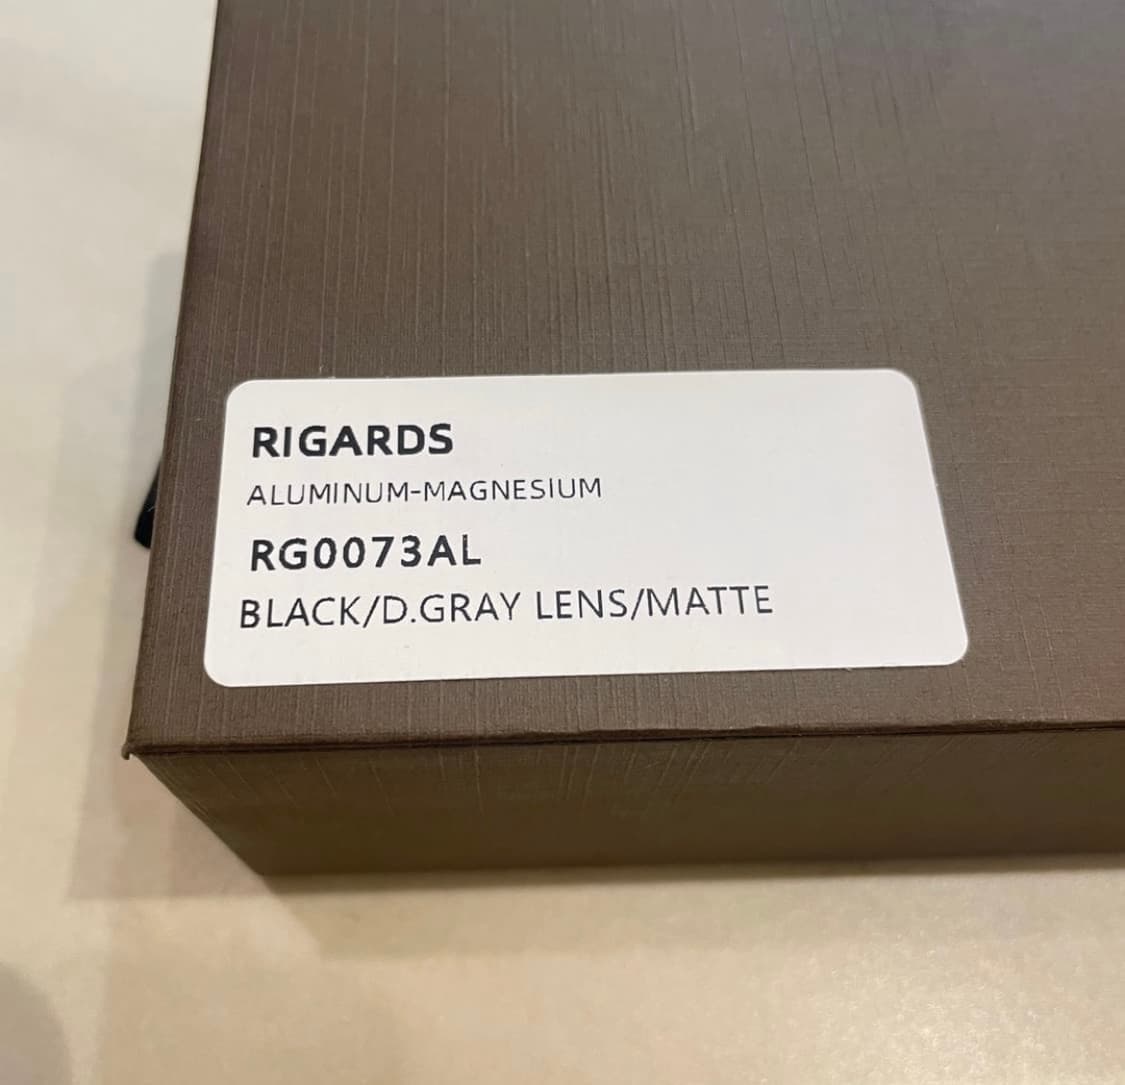 RIGARDS
ALUMINUM-MAGNESIUM
RG0073AL
BLACK/D.GRAY LENS/MATTE